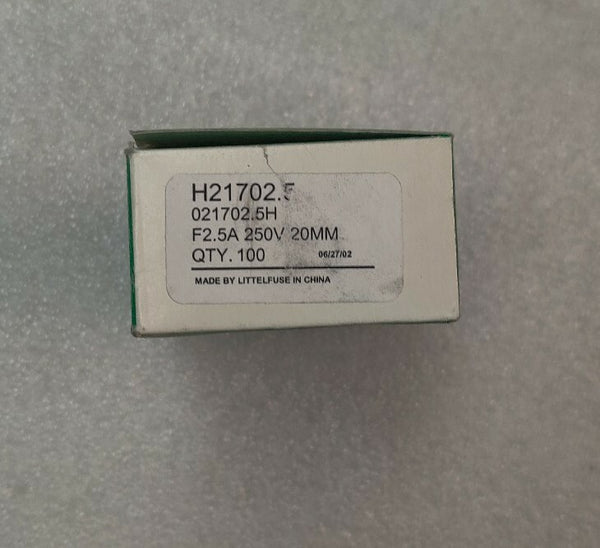 H21702.5
021702.5H
F2.5A 250V 20MM
QTY. 100 06/27/02
MADE BY LITTELFUSE IN CHINA